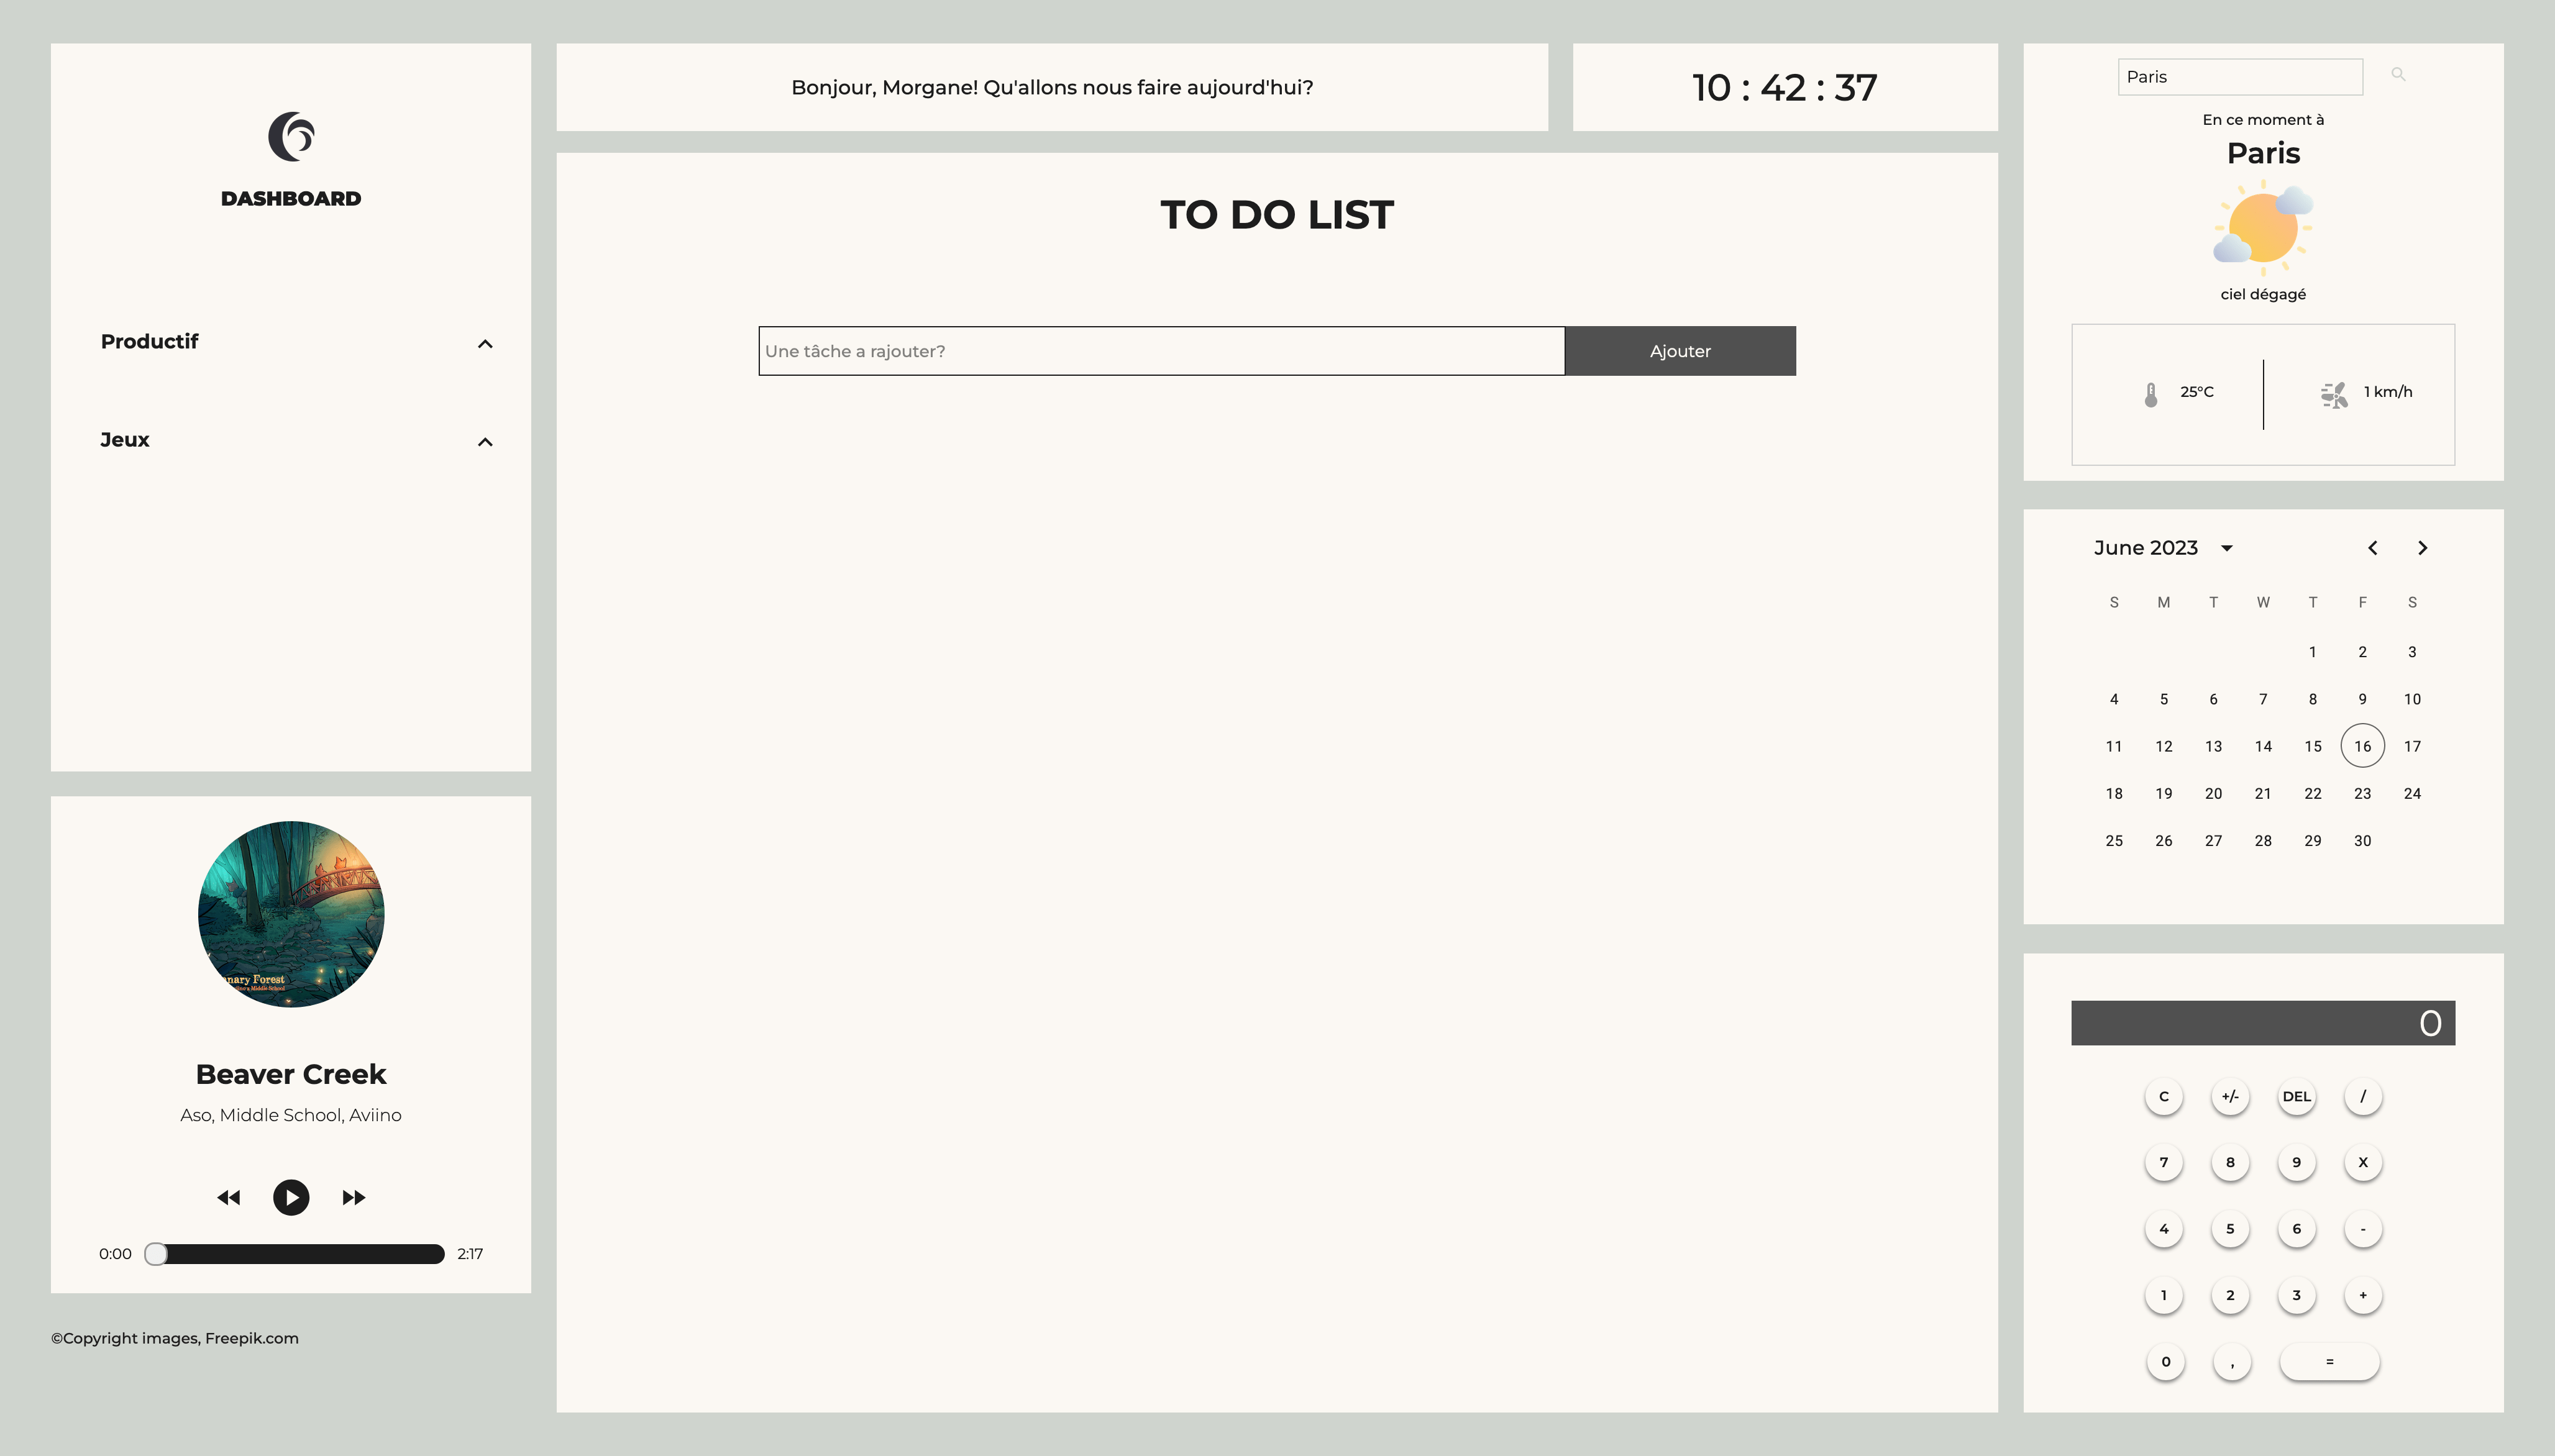 DASHBOARD
Productif
Jeux
nary Forest
Beaver Creek
Aso, Middle School, Aviino
0:00 2:17
©Copyright images, Freepik.com
Bonjour, Morgane! Qu'allons nous faire aujourd'hui?
10 : 42 : 37
TO DO LIST
Une tâche a rajouter? Ajouter
Paris
En ce moment à
Paris
ciel dégagé
25°C 1 km/h
June 2023
S M T W T F S
1 2 3
4 5 6 7 8 9 10
11 12 13 14 15 16 17
18 19 20 21 22 23 24
25 26 27 28 29 30
0
C +/- DEL /
7 8 9 X
4 5 6 -
1 2 3 +
0 , =